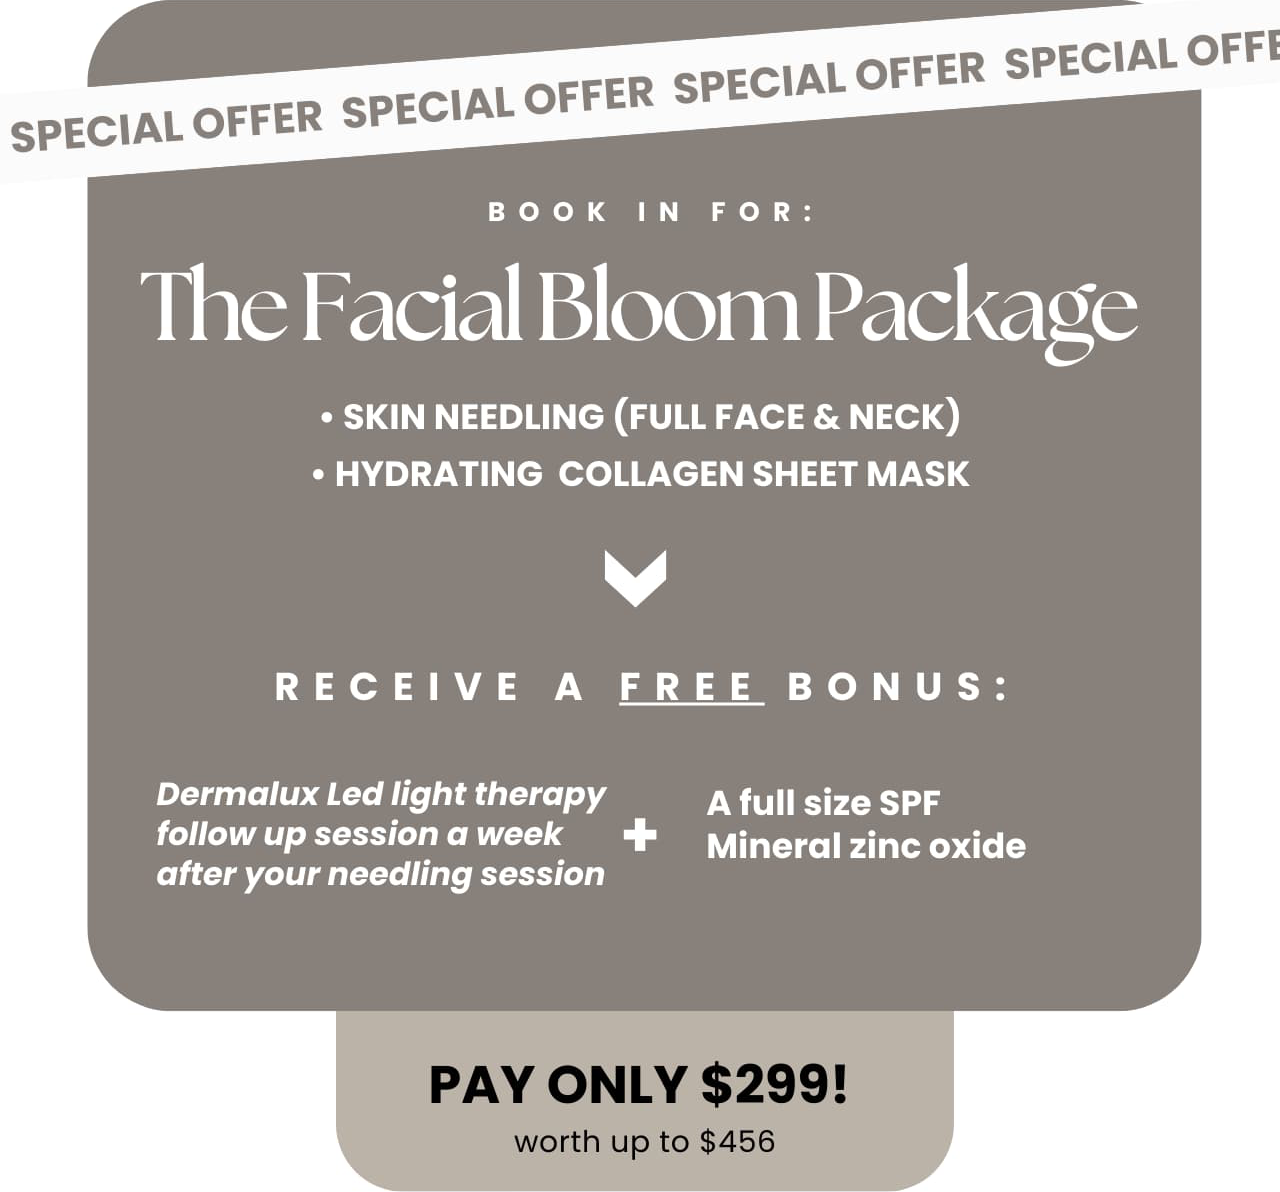 SPECIAL OFFER SPECIAL OFFER SPECIAL OFFER SPECIAL OFFE
BOOK IN FOR:
The Facial Bloom Package
• SKIN NEEDLING (FULL FACE & NECK)
• HYDRATING COLLAGEN SHEET MASK
RECEIVE A FREE BONUS:
Dermalux Led light therapy
follow up session a week
after your needling session
+
A full size SPF
Mineral zinc oxide
PAY ONLY $299!
worth up to $456